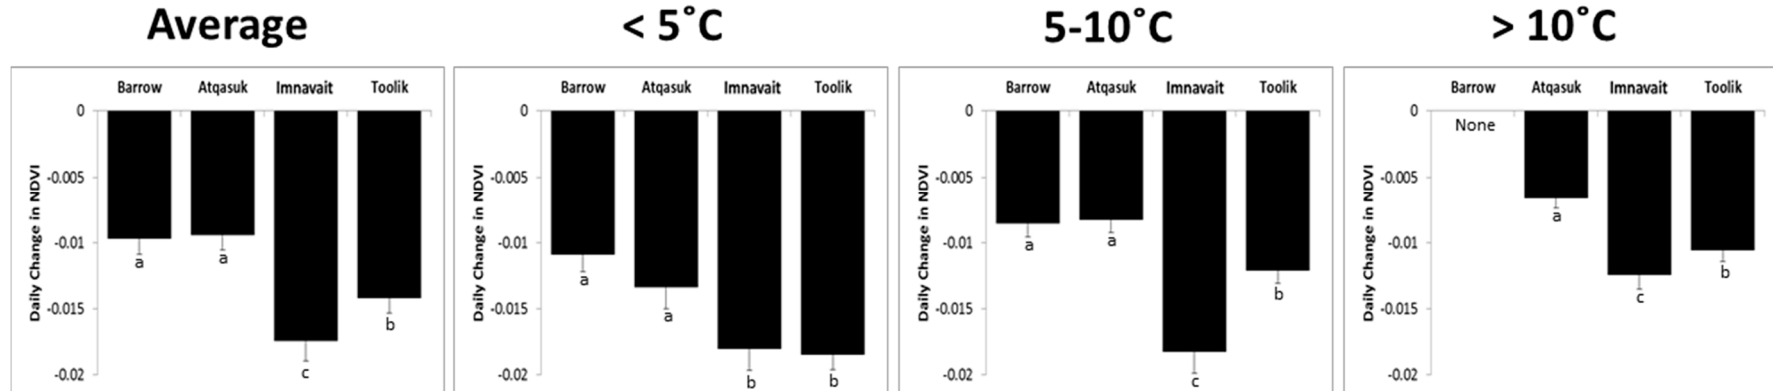 Average
< 5˚C
5-10˚C
> 10˚C
Barrow Atqasuk Imnavait Toolik
0
-0.005
-0.01
-0.015
-0.02
Daily Change in NDVI
a a c b
Barrow Atqasuk Imnavait Toolik
0
-0.005
-0.01
-0.015
-0.02
Daily Change in NDVI
a a b b
Barrow Atqasuk Imnavait Toolik
0
-0.005
-0.01
-0.015
-0.02
Daily Change in NDVI
a a c b
Barrow Atqasuk Imnavait Toolik
0
None
-0.005
-0.01
-0.015
-0.02
Daily Change in NDVI
a c b